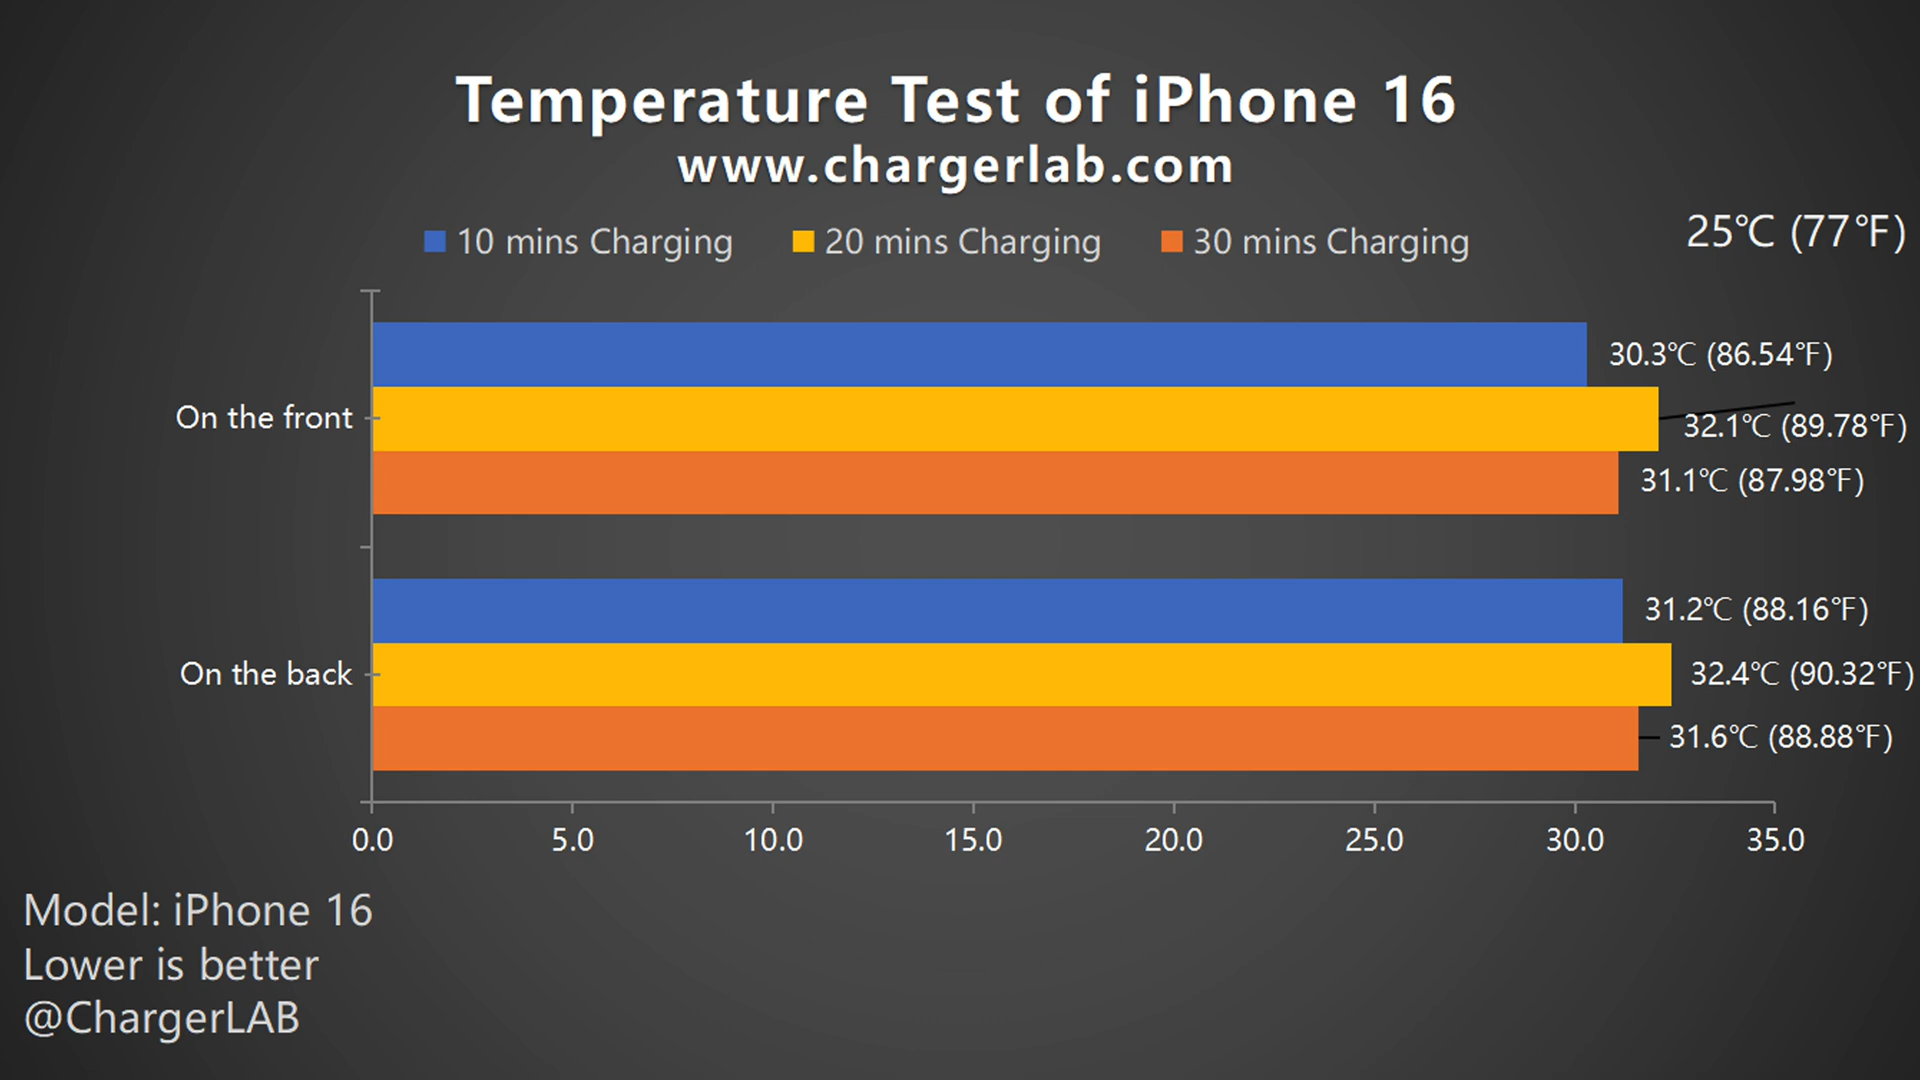 Temperature Test of iPhone 16
www.chargerlab.com
10 mins Charging 20 mins Charging 30 mins Charging
25℃ (77℉)
On the front
30.3℃ (86.54℉)
32.1℃ (89.78℉)
31.1℃ (87.98℉)
On the back
31.2℃ (88.16℉)
32.4℃ (90.32℉)
31.6℃ (88.88℉)
0.0 5.0 10.0 15.0 20.0 25.0 30.0 35.0
Model: iPhone 16
Lower is better
@ChargerLAB